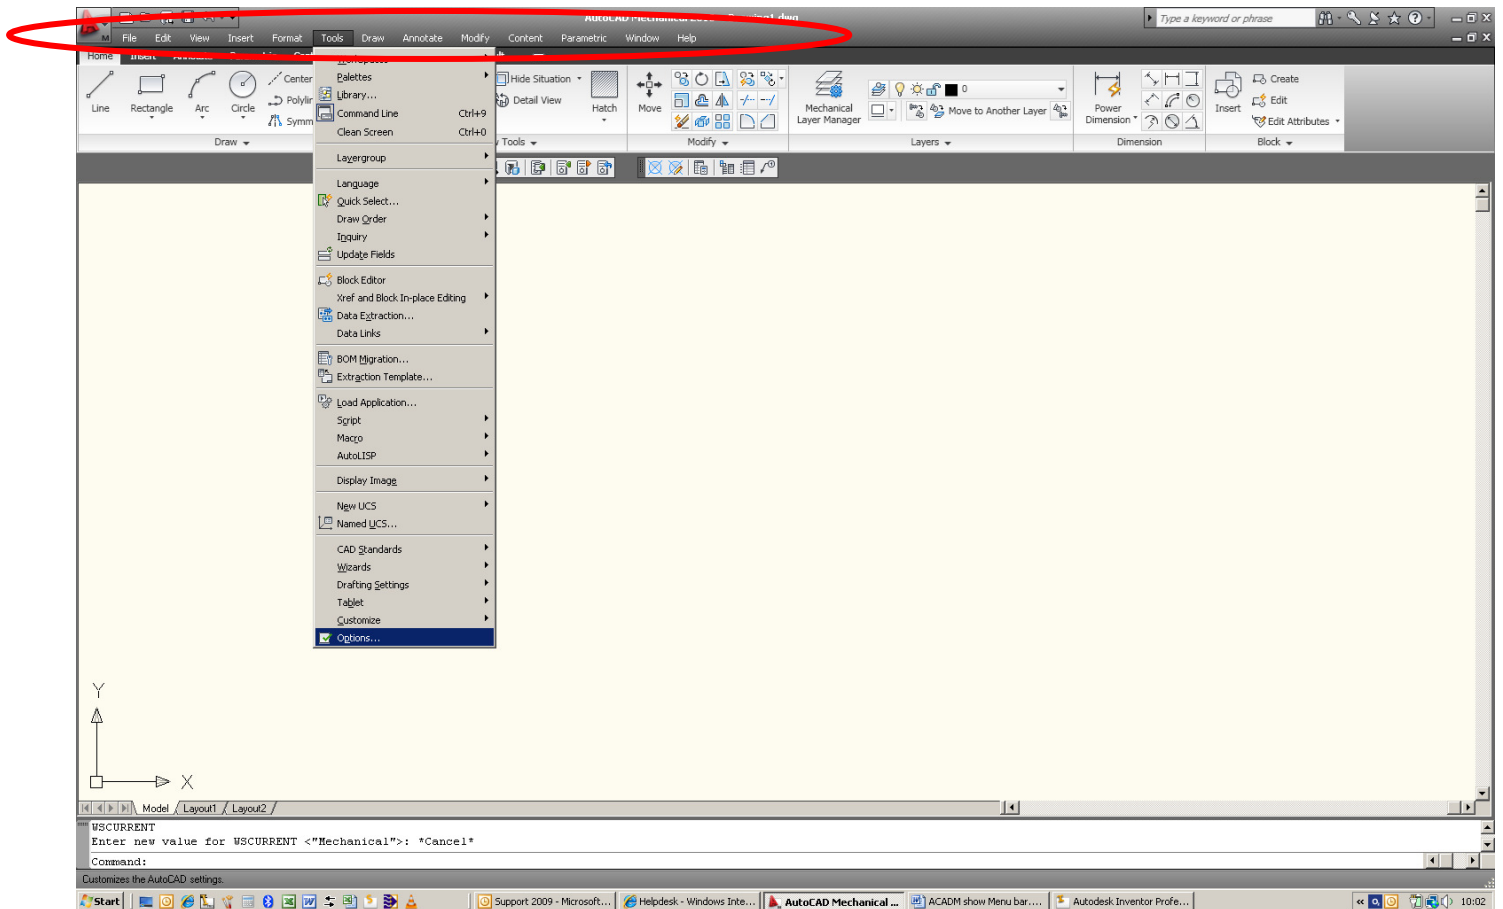 Type a keyword or phrase
File Edit View Insert Format Tools Draw Annotate Modify Content Parametric Window Help
Home
Palettes
Library...
Command Line Ctrl+9
Clean Screen Ctrl+0
Layergroup
Language
Quick Select...
Draw Order
Inquiry
Update Fields
Block Editor
Xref and Block In-place Editing
Data Extraction...
Data Links
BOM Migration...
Extraction Template...
Load Application...
Script
Macro
AutoLISP
Display Image
New UCS
Named UCS...
CAD Standards
Wizards
Drafting Settings
Tablet
Customize
Options...
Line Rectangle Arc Circle
Center
Polylin
Symm
Draw
Hide Situation
Detail View
Hatch
Tools
Move
Modify
Mechanical
Layer Manager
0
Move to Another Layer
Layers
Power
Dimension
Dimension
Insert
Create
Edit
Edit Attributes
Block
Y
X
Model Layout1 Layout2
WSCURRENT
Enter new value for WSCURRENT <"Mechanical">: *Cancel*
Command:
Customizes the AutoCAD settings.
Start Support 2009 - Microsoft... Helpdesk - Windows Inte... AutoCAD Mechanical ... ACADM show Menu bar.... Autodesk Inventor Profe... 10:02